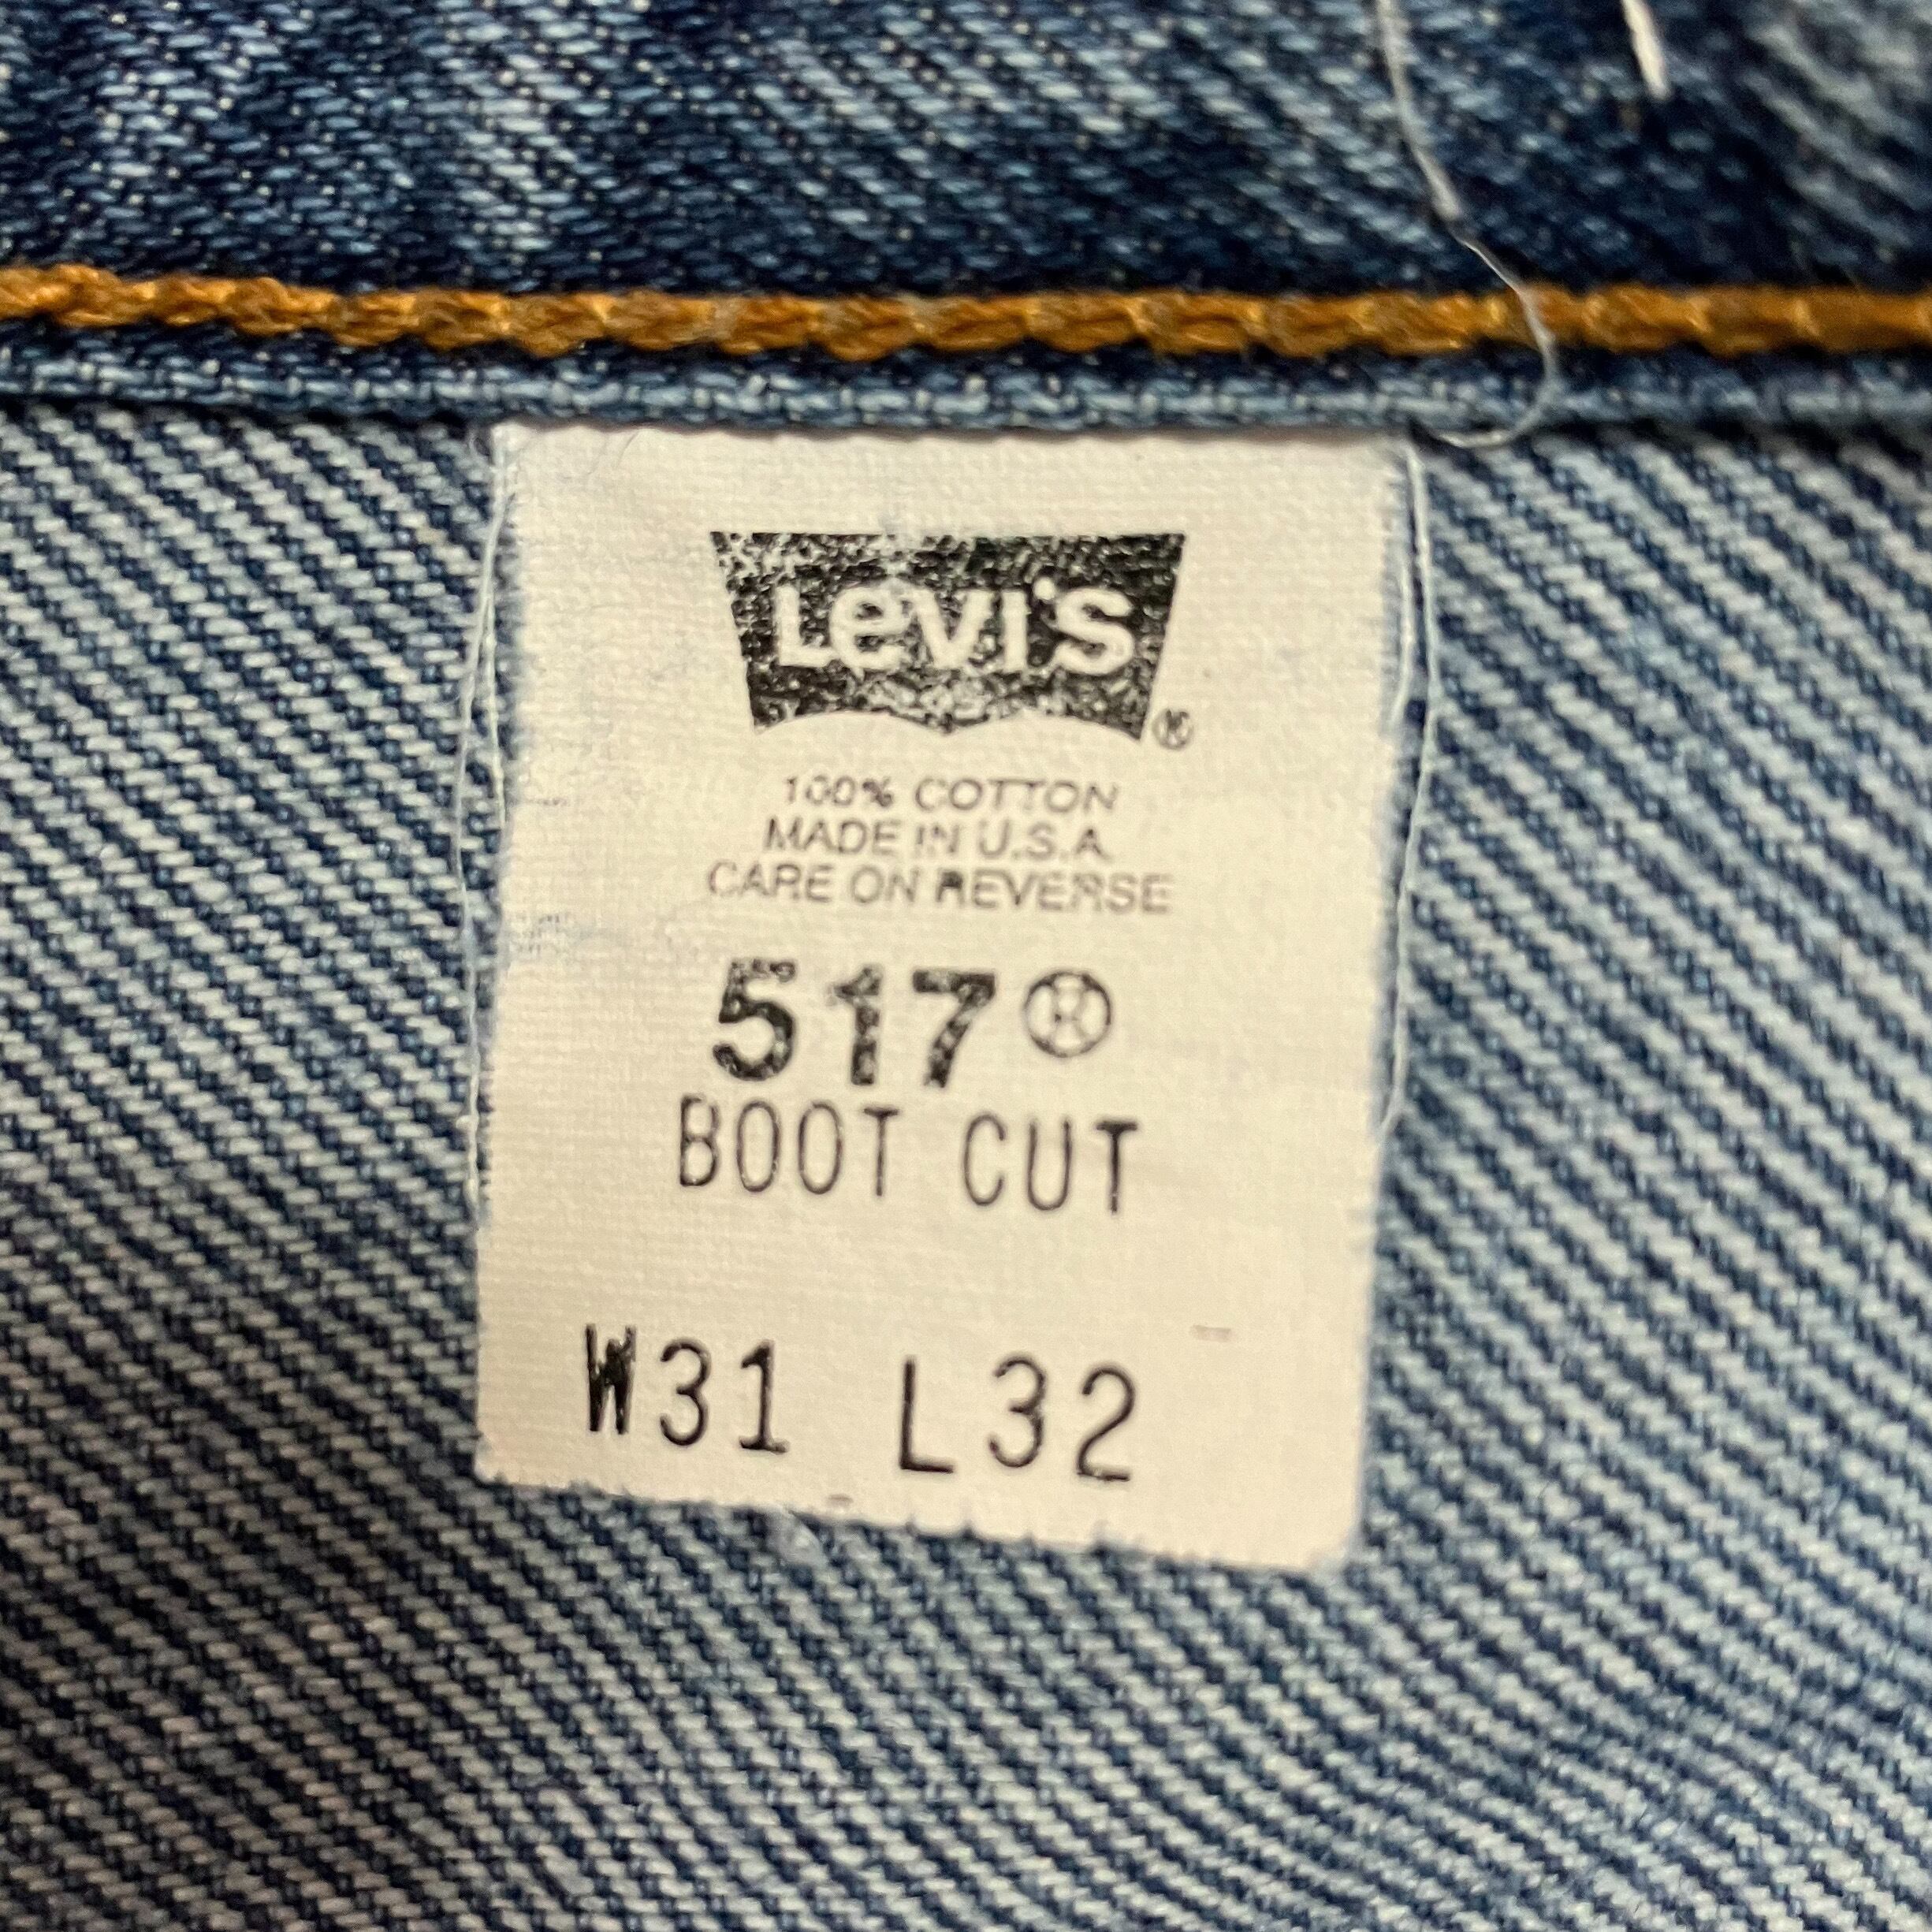 Levi's®
100% COTTON
MADE IN U.S.A.
CARE ON REVERSE
517®
BOOT CUT
W31 L32